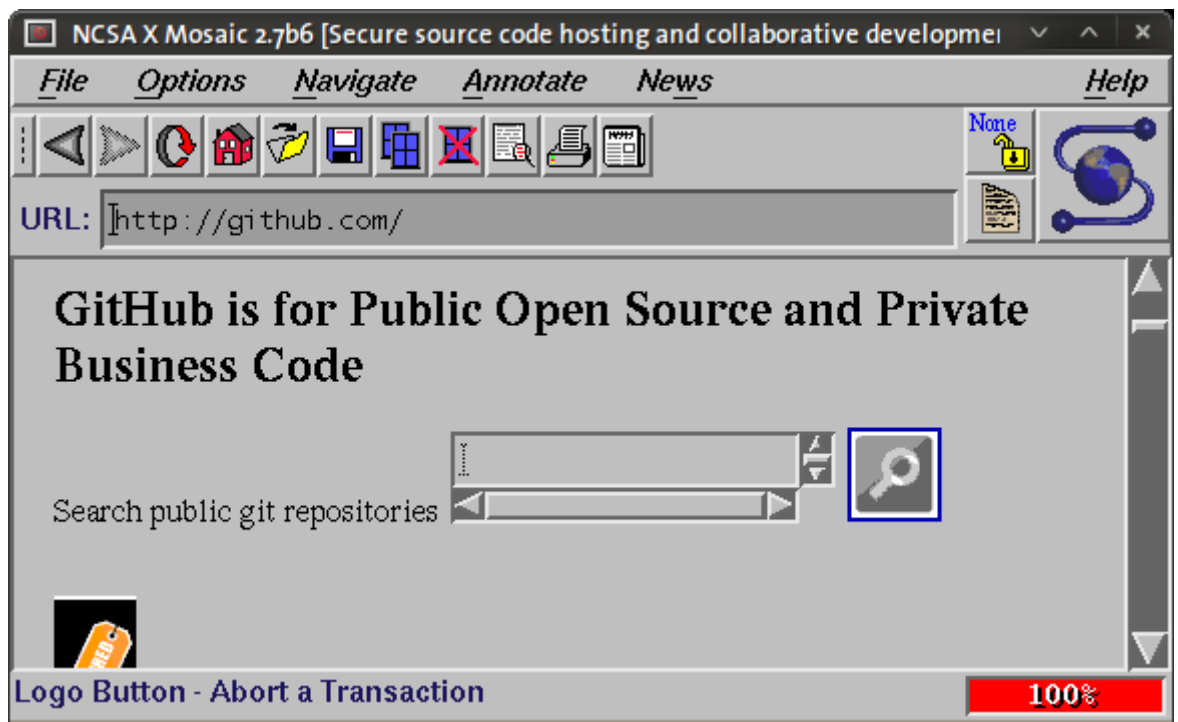 NCSA X Mosaic 2.7b6 [Secure source code hosting and collaborative
File Options Navigate Annotate News Help
None
URL: http://github.com/
GitHub is for Public Open Source and Private
Business Code
Search public git repositories
Logo Button - Abort a Transaction
100%